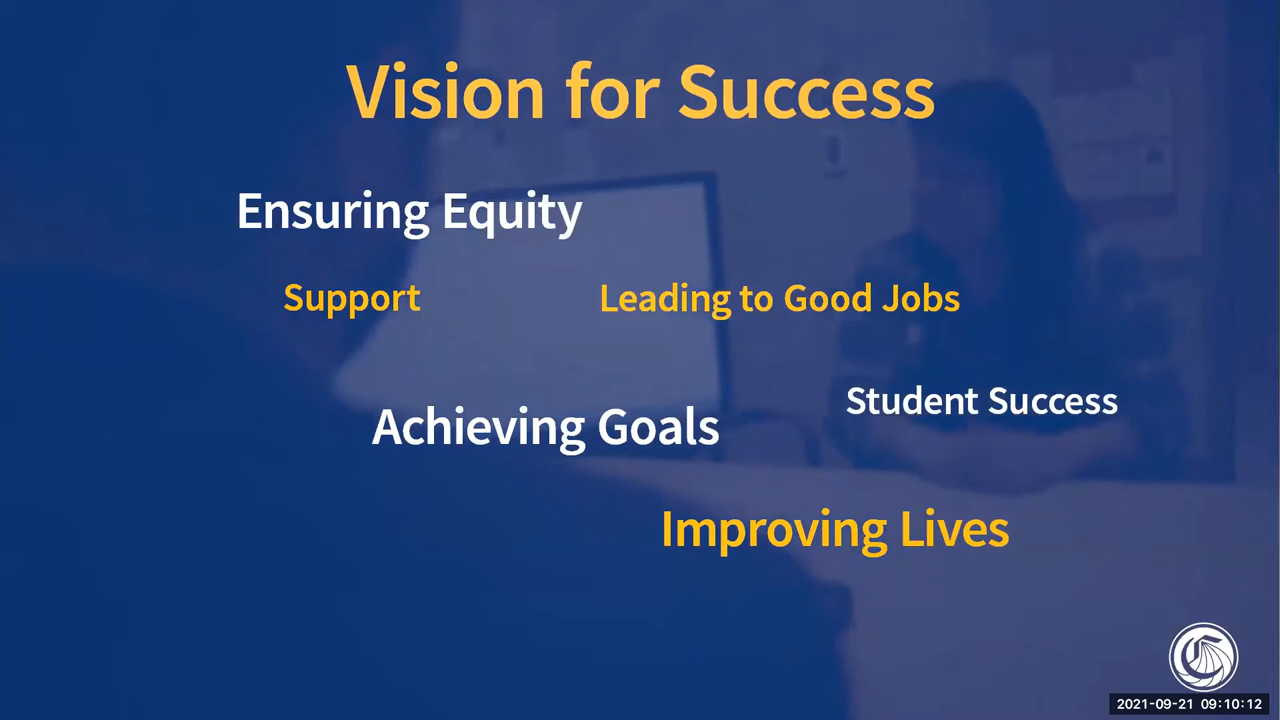 Vision for Success
Ensuring Equity
Support
Leading to Good Jobs
Student Success
Achieving Goals
Improving Lives
2021-09-21 09:10:12